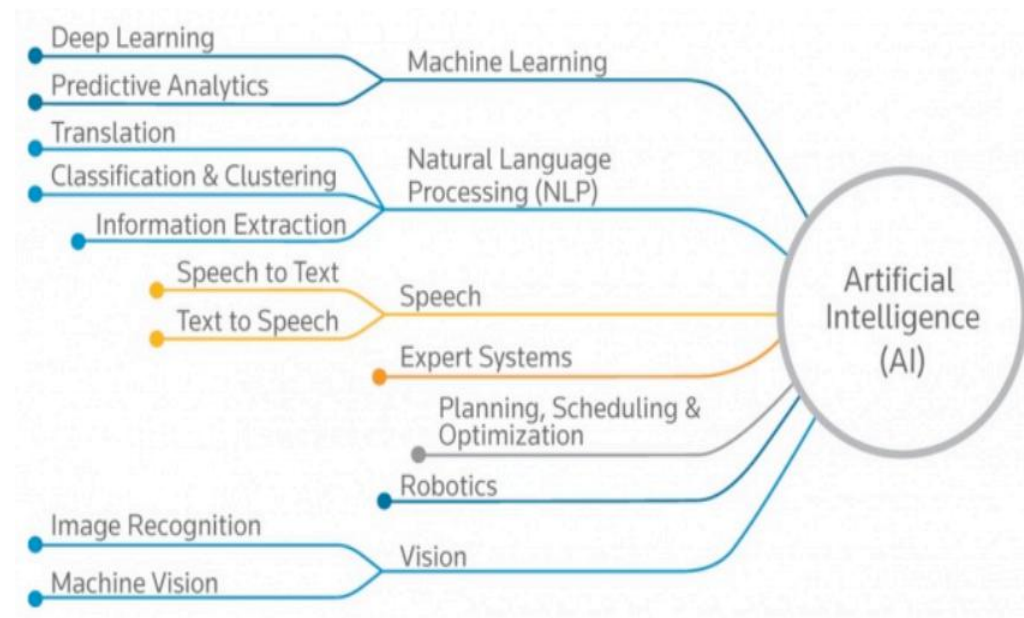 Deep Learning
Machine Learning
Predictive Analytics
Translation
Natural Language
Processing (NLP)
Classification & Clustering
Information Extraction
Speech to Text
Speech
Text to Speech
Expert Systems
Planning, Scheduling &
Optimization
Robotics
Image Recognition
Vision
Machine Vision
Artificial
Intelligence
(AI)